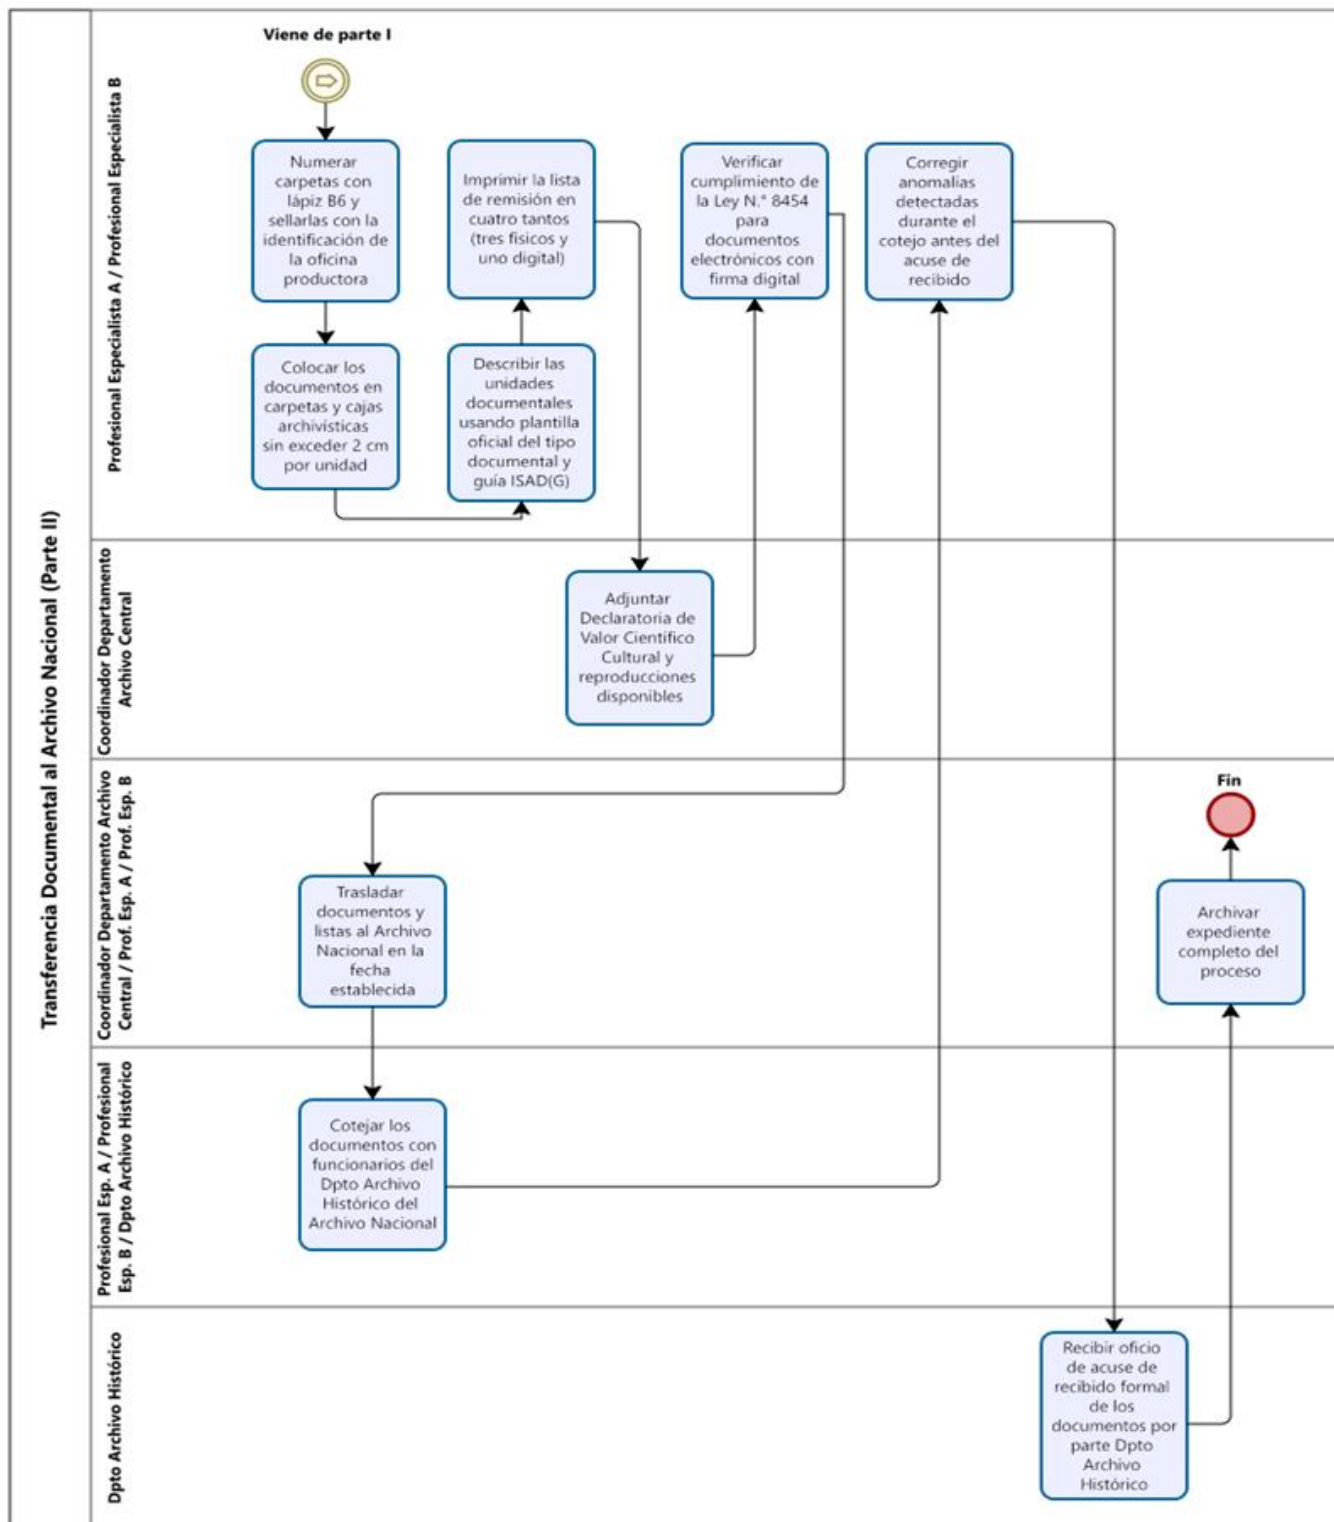 Transferencia Documental al Archivo Nacional (Parte II)
Profesional Especialista A / Profesional Especialista B
Viene de parte I
Numerar
carpetas con
lápiz B6 y
sellarlas con la
identificación de
la oficina
productora
Colocar los
documentos en
carpetas y cajas
archivísticas
sin exceder 2 cm
por unidad
Imprimir la lista
de remisión en
cuatro tantos
(tres físicos y
uno digital)
Describir las
unidades
documentales
usando plantilla
oficial del tipo
documental y
guía ISAD(G)
Verificar
cumplimiento de
la Ley N.° 8454
para
documentos
electrónicos con
firma digital
Corregir
anomalías
detectadas
durante el
cotejo antes del
acuse de
recibido
Coordinador Departamento
Archivo Central
Adjuntar
Declaratoria de
Valor Científico
Cultural y
reproducciones
disponibles
Coordinador Departamento Archivo
Central / Prof. Esp. A / Prof. Esp. B
Trasladar
documentos y
listas al Archivo
Nacional en la
fecha
establecida
Fin
Archivar
expediente
completo del
proceso
Profesional Esp. A / Profesional
Esp. B / Dpto Archivo Histórico
Cotejar los
documentos con
funcionarios del
Dpto Archivo
Histórico del
Archivo Nacional
Dpto Archivo Histórico
Recibir oficio
de acuse de
recibido formal
de los
documentos por
parte Dpto
Archivo
Histórico